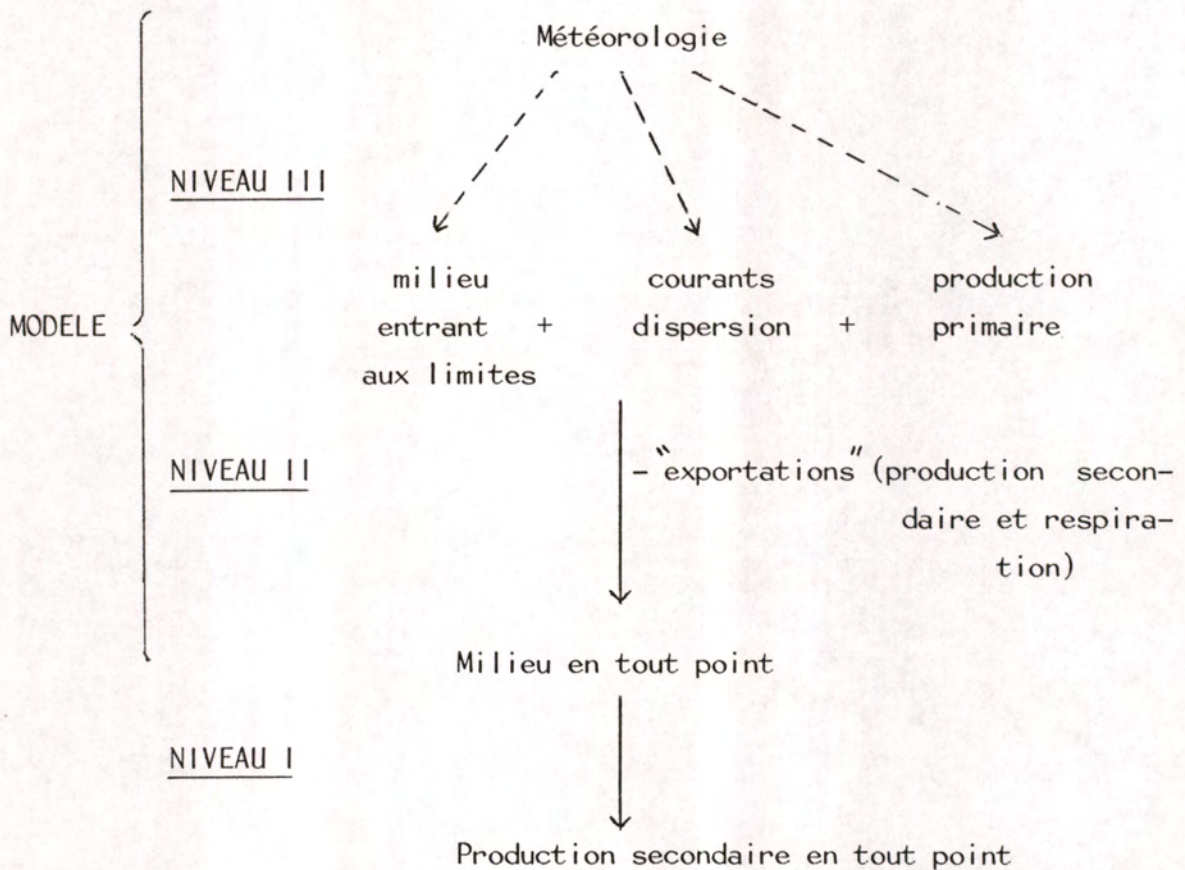 Météorologie
NIVEAU III
milieu courants production
MODELE entrant + dispersion + primaire
aux limites
NIVEAU II
- "exportations" (production secon-
daire et respira-
tion)
Milieu en tout point
NIVEAU I
Production secondaire en tout point